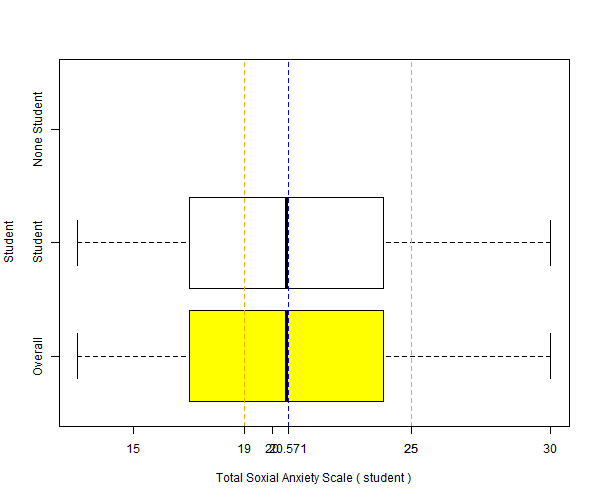 None Student
Student
Student
Overall
15
19
20
20.571
25
30
Total Soxial Anxiety Scale ( student )